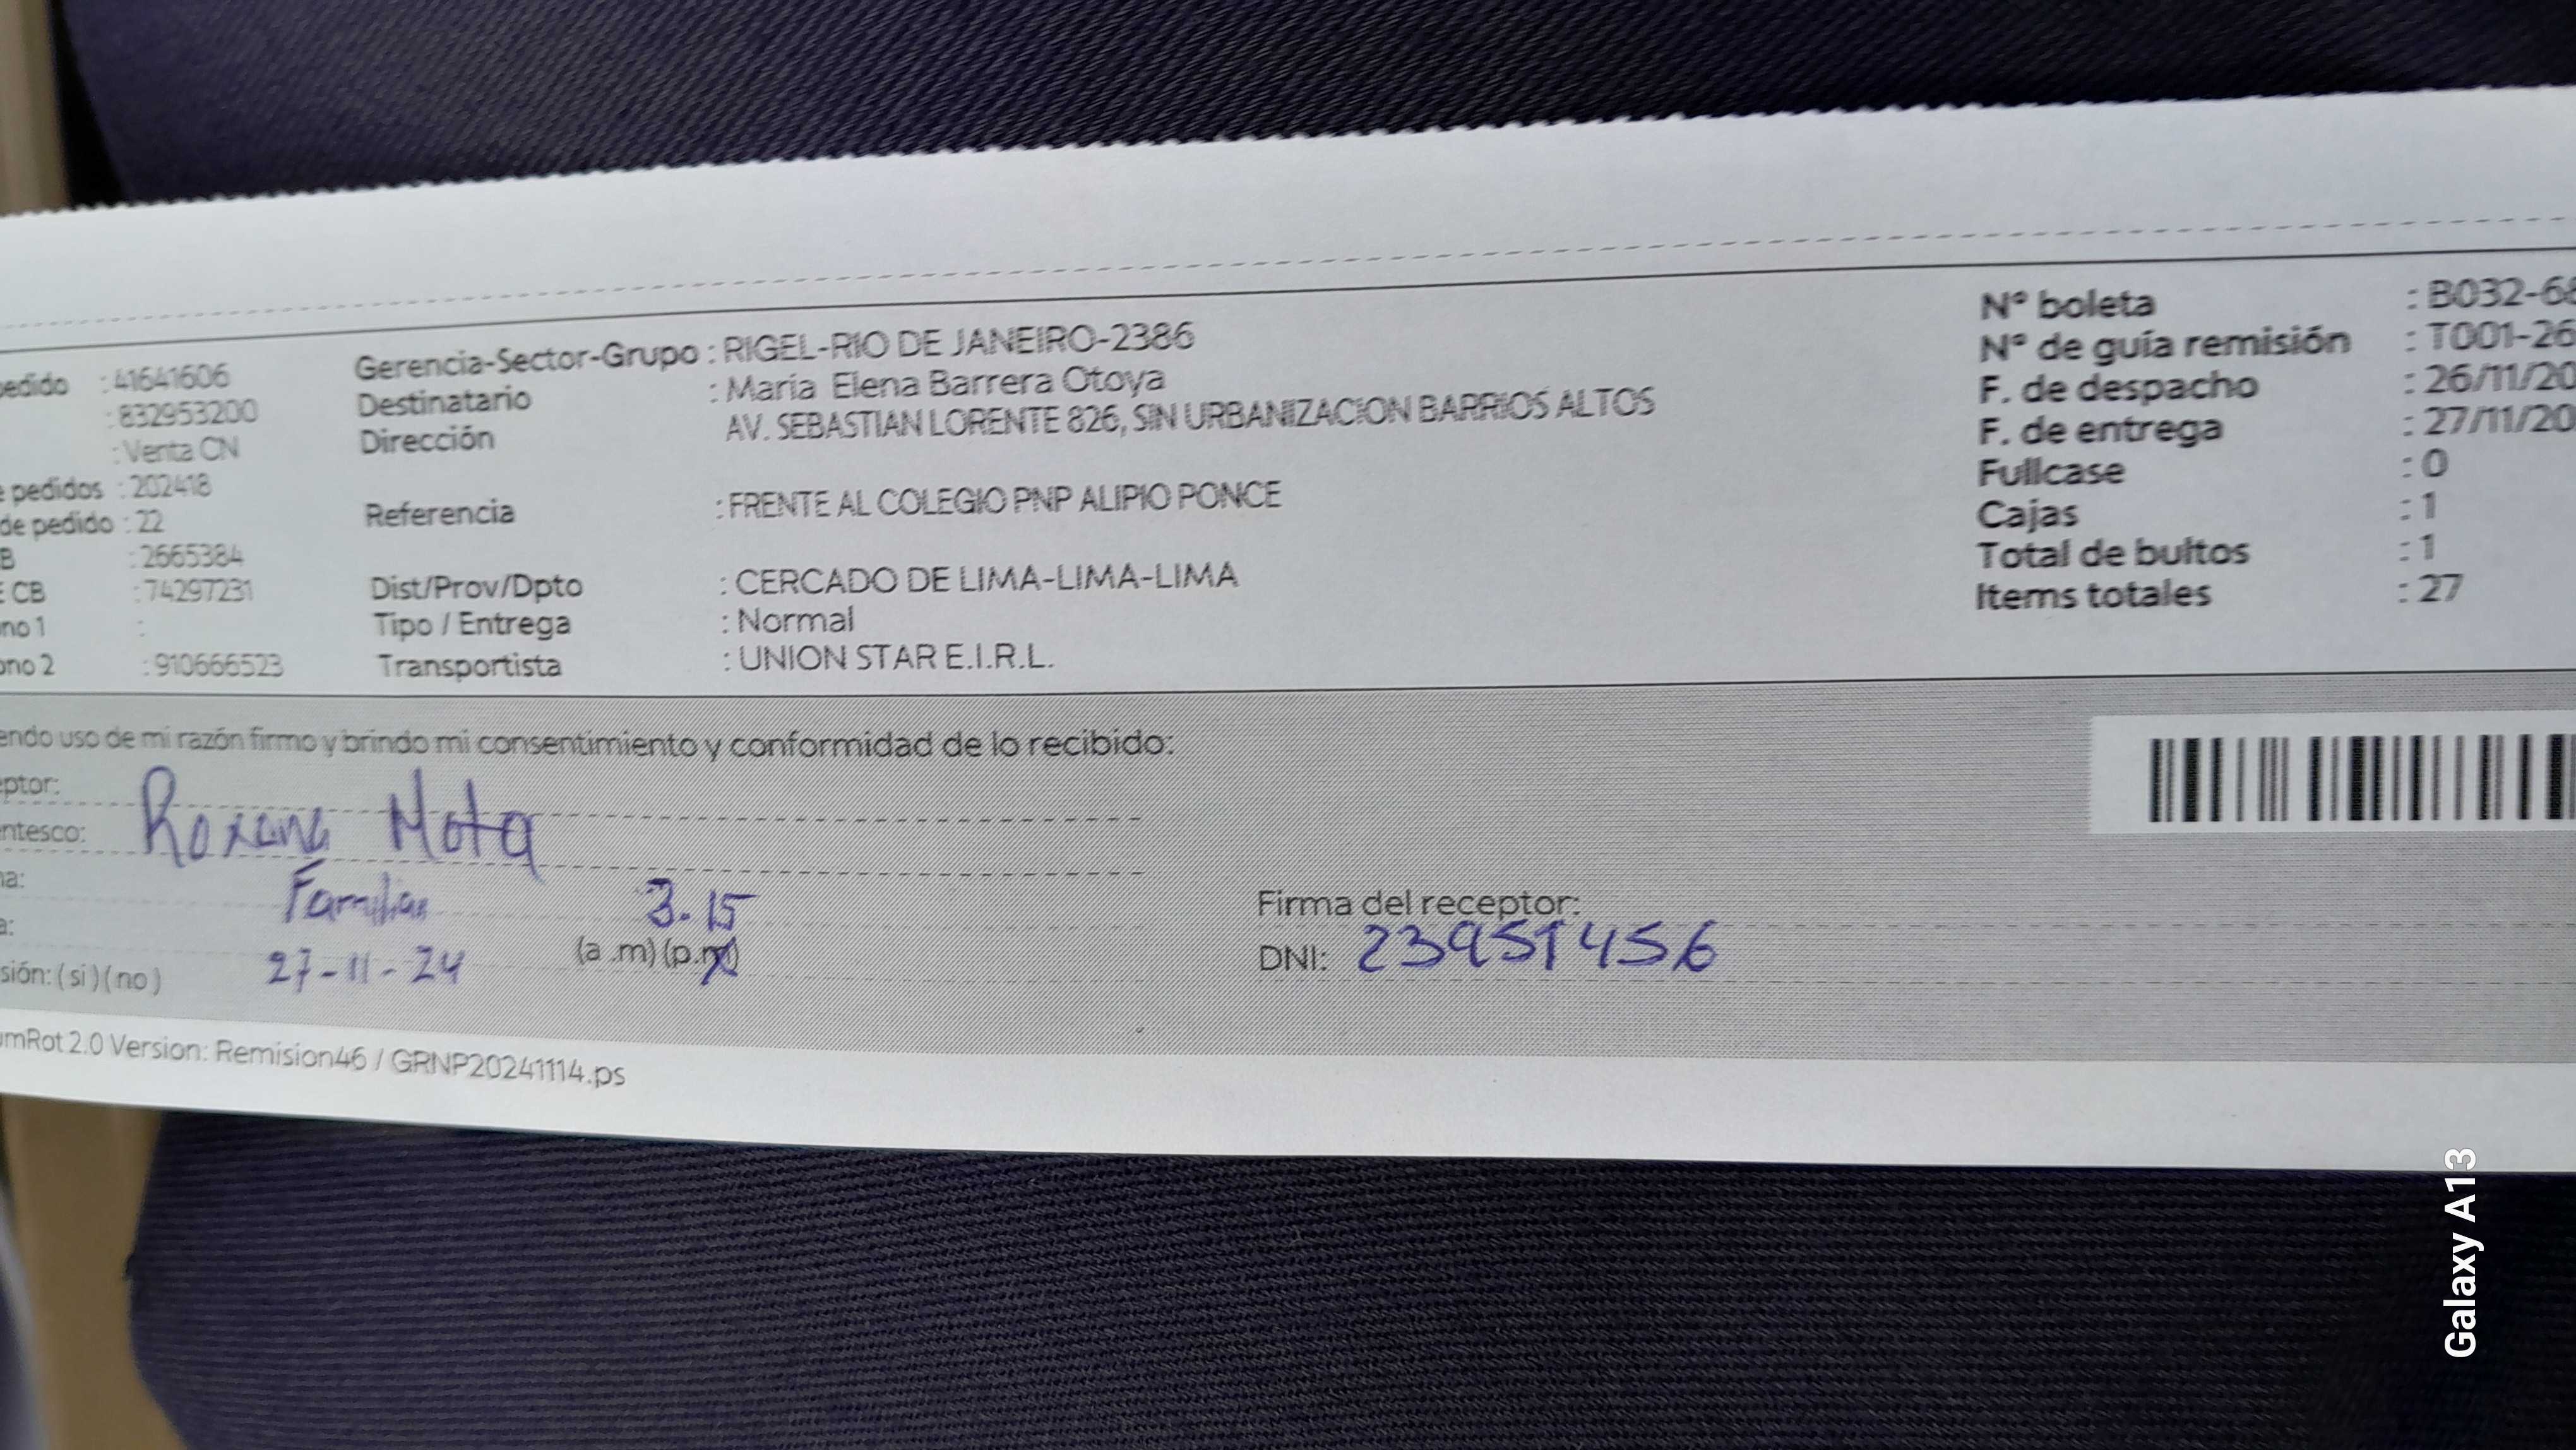 edido : 41641606
: 832953200
: Venta CN
e pedidos : 202418
de pedido : 22
B : 2665384
E CB : 74297231
no 1 :
ono 2 : 910666523
Gerencia-Sector-Grupo : RIGEL-RIO DE JANEIRO-2386
Destinatario : Maria Elena Barrera Otoya
Dirección AV. SEBASTIAN LORENTE 826, SIN URBANIZACION BARRIOS ALTOS
Referencia : FRENTE AL COLEGIO PNP ALIPIO PONCE
Dist/Prov/Dpto : CERCADO DE LIMA-LIMA-LIMA
Tipo / Entrega : Normal
Transportista : UNION STAR E.I.R.L.
N° boleta : B032-68
N° de guía remisión : T001-26
F. de despacho : 26/11/20
F. de entrega : 27/11/20
Fullcase : 0
Cajas : 1
Total de bultos : 1
Items totales : 27
endo uso de mi razón firmo y brindo mi consentimiento y conformidad de lo recibido:
eptor:
Roxana Mota
entesco:
Familiar 3.15
na:
a:
27-11-24 (a .m) (p.m)
sión: ( si ) ( no )
Firma del receptor:
DNI: 23951456
umRot 2.0 Version: Remision46 / GRNP20241114.ps
Galaxy A13